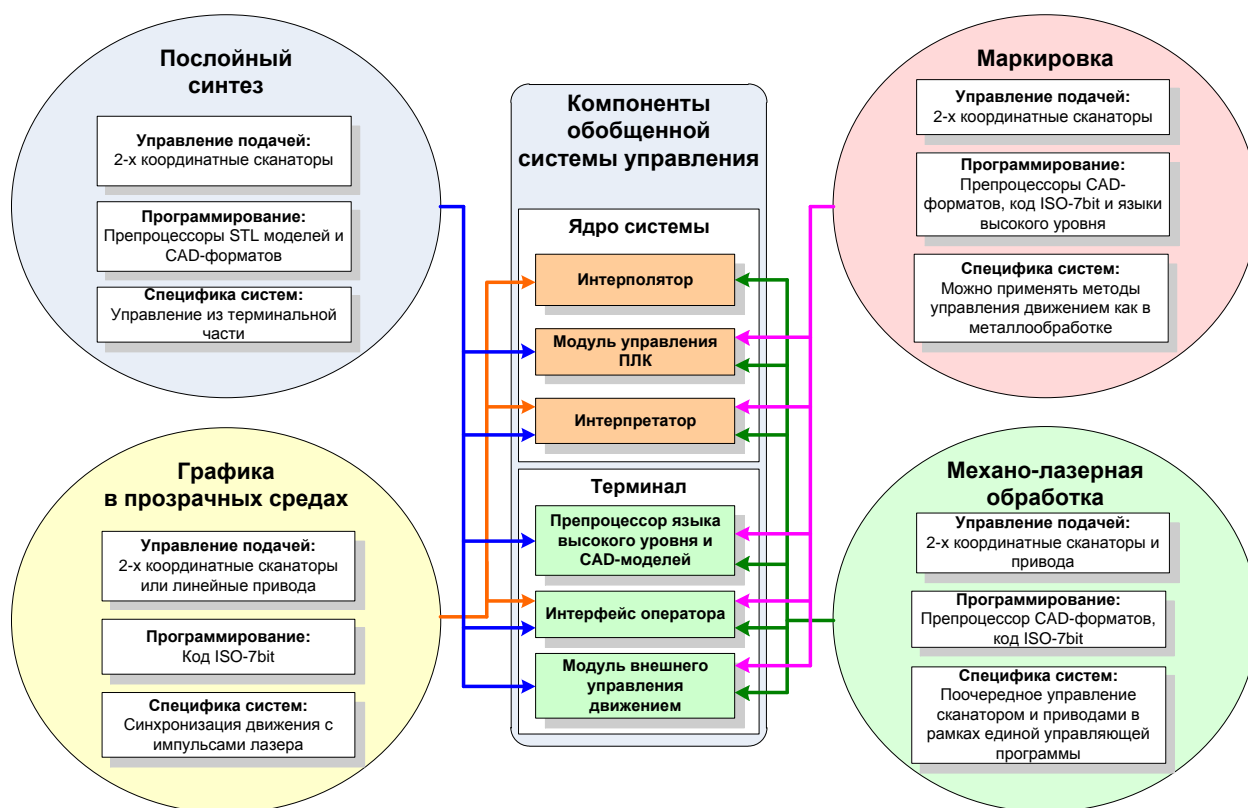 Послойный
синтез
Управление подачей:
2-х координатные сканаторы
Программирование:
Препроцессоры STL моделей и
CAD-форматов
Специфика систем:
Управление из терминальной
части
Графика
в прозрачных средах
Управление подачей:
2-х координатные сканаторы
или линейные привода
Программирование:
Код ISO-7bit
Специфика систем:
Синхронизация движения с
импульсами лазера
Компоненты
обобщенной
системы управления
Ядро системы
Интерполятор
Модуль управления
ПЛК
Интерпретатор
Терминал
Препроцессор языка
высокого уровня и
CAD-моделей
Интерфейс оператора
Модуль внешнего
управления
движением
Маркировка
Управление подачей:
2-х координатные сканаторы
Программирование:
Препроцессоры CAD-
форматов, код ISO-7bit и языки
высокого уровня
Специфика систем:
Можно применять методы
управления движением как в
металлообработке
Механо-лазерная
обработка
Управление подачей:
2-х координатные сканаторы и
привода
Программирование:
Препроцессор CAD-форматов,
код ISO-7bit
Специфика систем:
Поочередное управление
сканатором и приводами в
рамках единой управляющей
программы